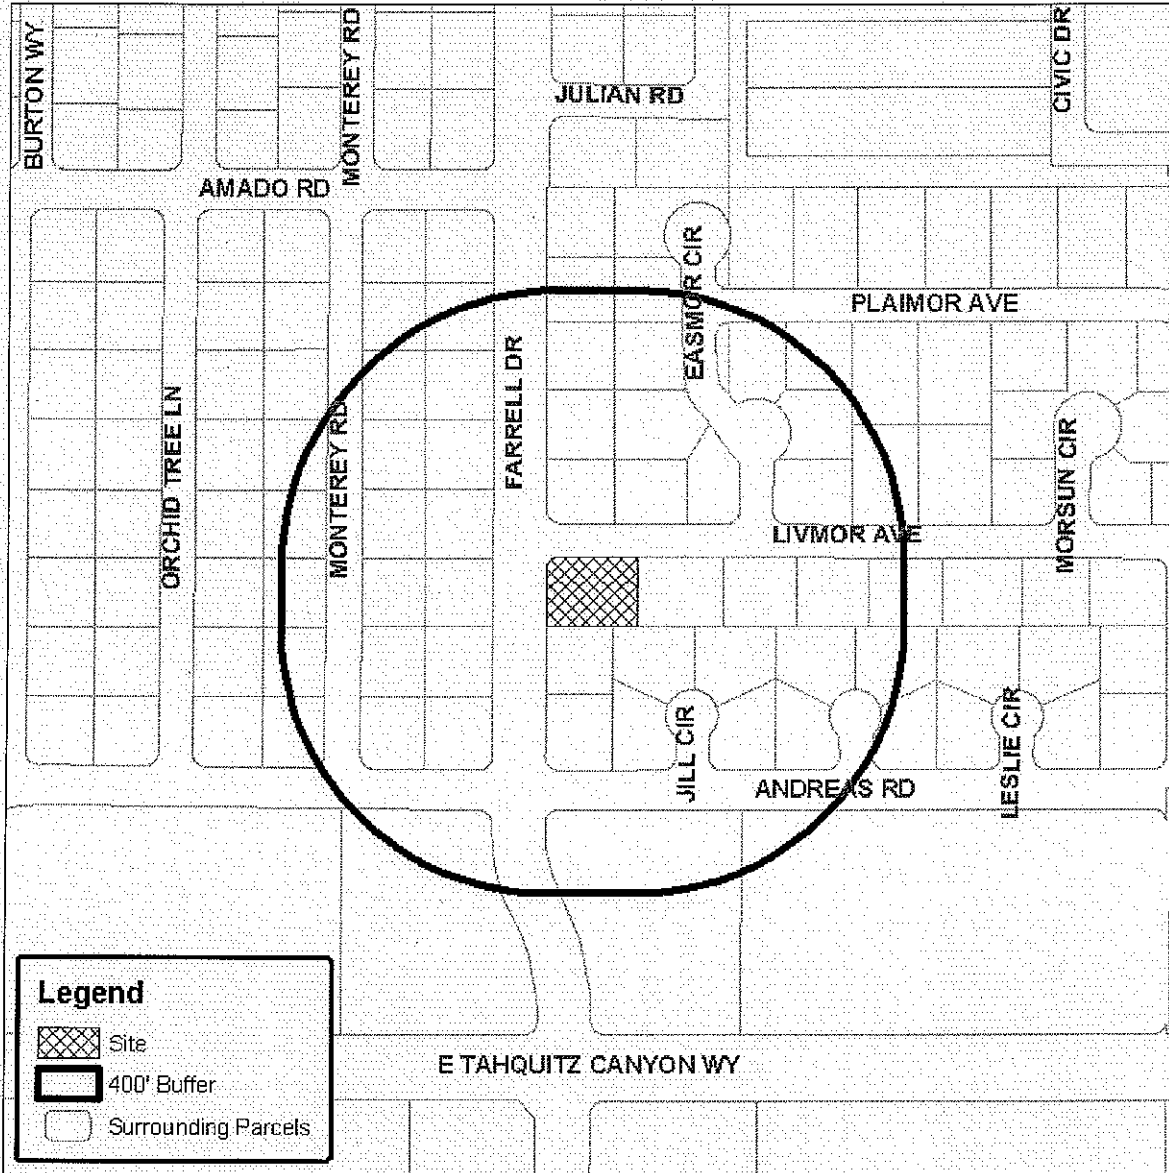 BURTON WY
MONTEREY RD
JULIAN RD
CIVIC DR
AMADO RD
EASMOR CIR
PLAIMOR AVE
FARRELL DR
ORCHID TREE LN
MONTEREY RD
MORSUN CIR
LIVMOR AVE
JILL CIR
LESLIE CIR
ANDREAS RD
E TAHQUITZ CANYON WY
Legend
Site
400' Buffer
Surrounding Parcels